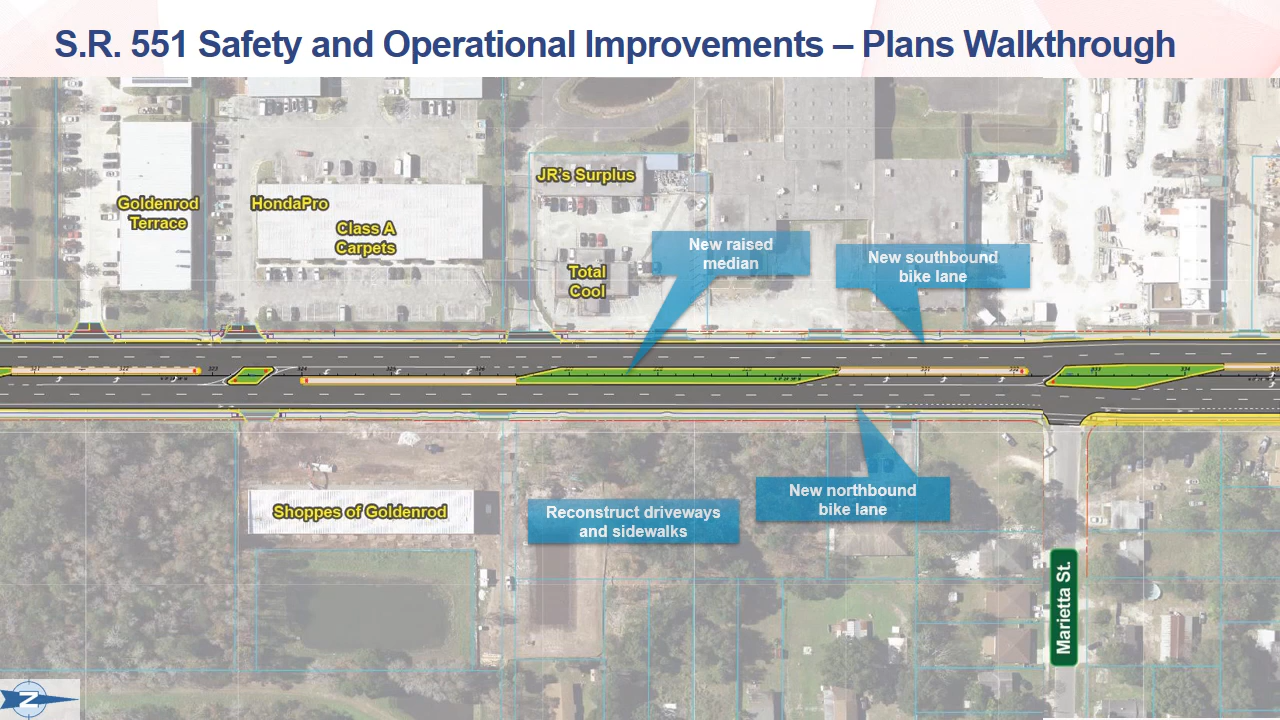 S.R. 551 Safety and Operational Improvements – Plans Walkthrough
Goldenrod
Terrace
HondaPro
Class A
Carpets
JR's Surplus
Total
Cool
New raised
median
New southbound
bike lane
Shoppes of Goldenrod
Reconstruct driveways
and sidewalks
New northbound
bike lane
Marietta St.
N